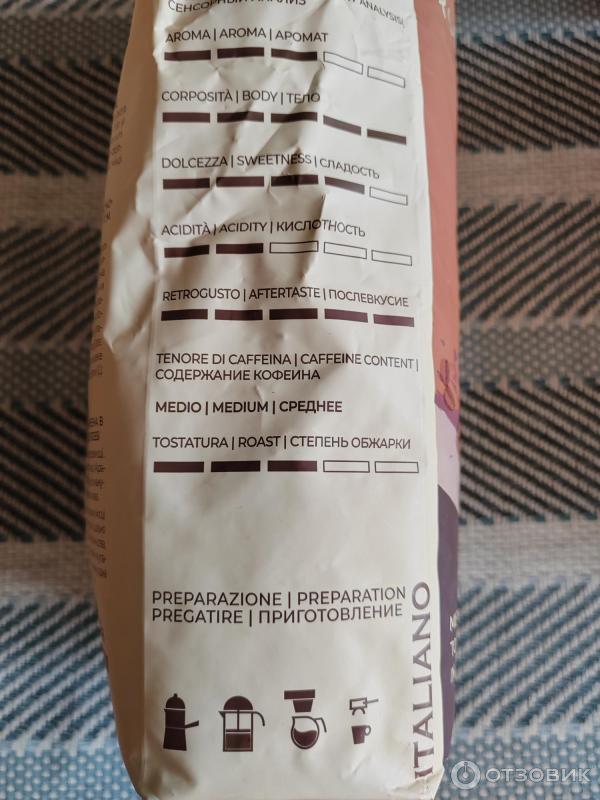 СЕНСОРНЫЙ АНАЛИЗ ANALYSIS|
AROMA | AROMA | АРОМАТ
CORPOSITÀ | BODY | ТЕЛО
DOLCEZZA | SWEETNESS | СЛАДОСТЬ
ACIDITÀ | ACIDITY | КИСЛОТНОСТЬ
RETROGUSTO | AFTERTASTE | ПОСЛЕВКУСИЕ
TENORE DI CAFFEINA | CAFFEINE CONTENT |
СОДЕРЖАНИЕ КОФЕИНА
MEDIO | MEDIUM | СРЕДНЕЕ
TOSTATURA | ROAST | СТЕПЕНЬ ОБЖАРКИ
PREPARAZIONE | PREPARATION
PREGATIRE | ПРИГОТОВЛЕНИЕ
ITALIANO
ОТЗОВИК